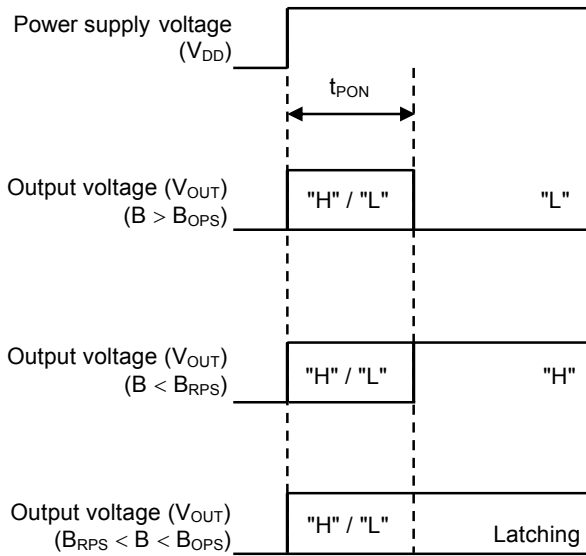 Power supply voltage
(VDD)
tPON
Output voltage (VOUT)
(B > BOPS)
"H" / "L"
"L"
Output voltage (VOUT)
(B < BRPS)
"H" / "L"
"H"
Output voltage (VOUT)
(BRPS < B < BOPS)
"H" / "L"
Latching